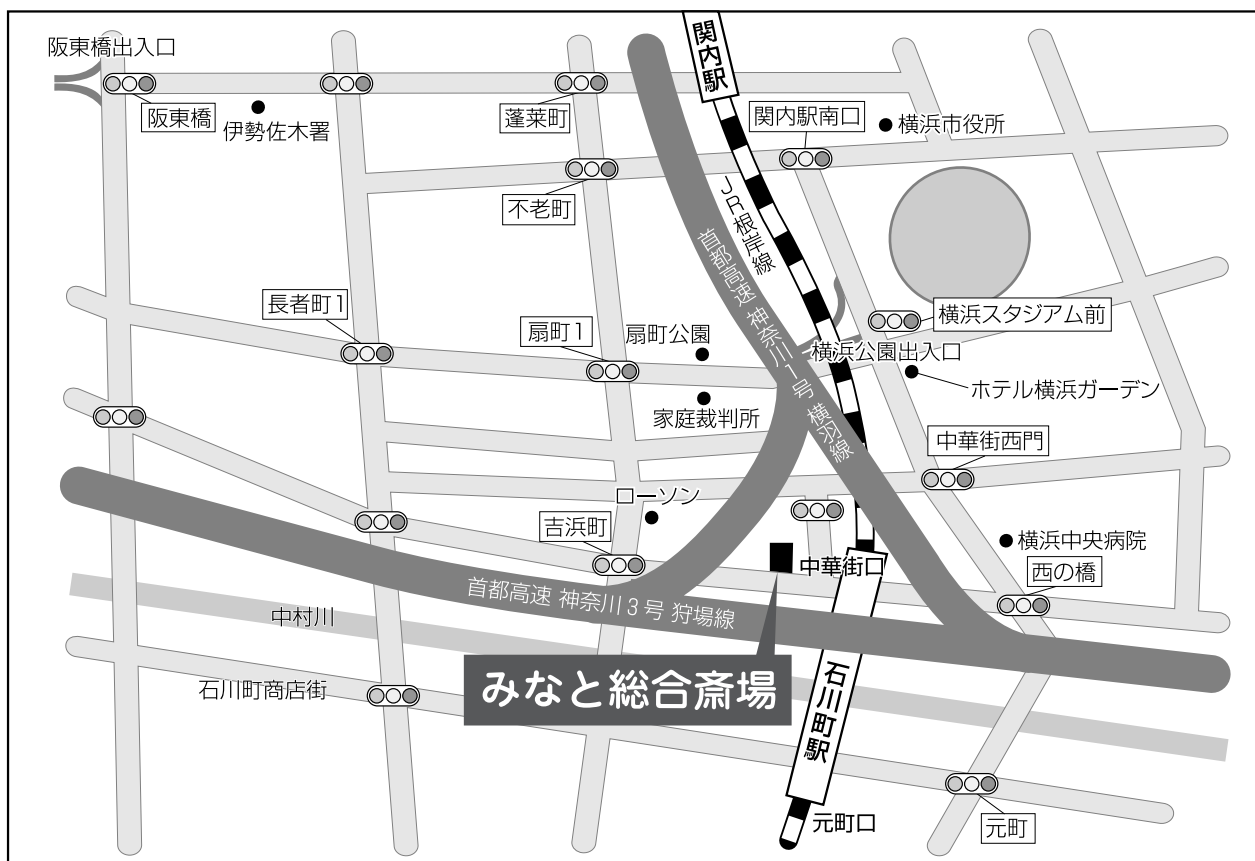 阪東橋出入口
関内駅
阪東橋
伊勢佐木署
蓬莱町
関内駅南口
横浜市役所
不老町
JR根岸線
首都高速 神奈川1号 横羽線
長者町1
扇町1
扇町公園
横浜スタジアム前
横浜公園出入口
ホテル横浜ガーデン
家庭裁判所
中華街西門
ローソン
吉浜町
横浜中央病院
中華街口
西の橋
首都高速 神奈川3号 狩場線
中村川
みなと総合斎場
石川町駅
石川町商店街
元町口
元町